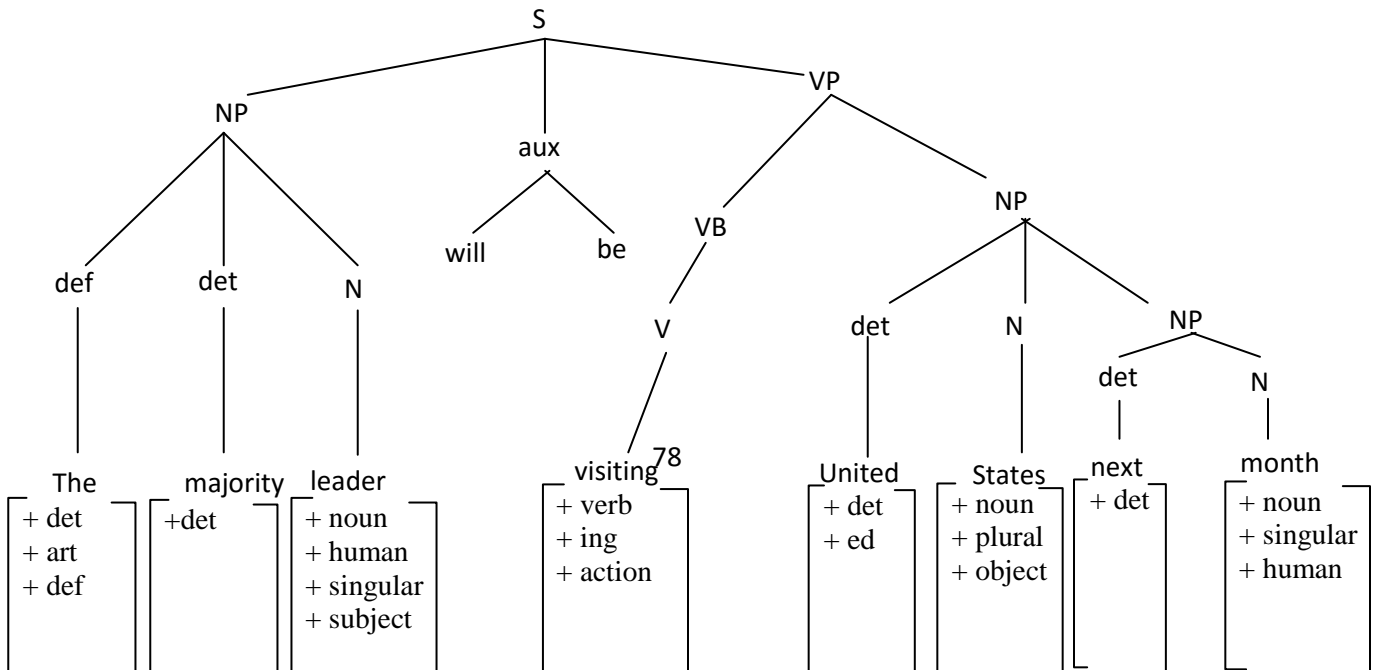 S
NP
VP
aux
NP
VB
will
be
def
det
N
V
det
N
NP
det
N
The
majority
leader
visiting
78
United
States
next
month
+ det
+ art
+ def
+det
+ noun
+ human
+ singular
+ subject
+ verb
+ ing
+ action
+ det
+ ed
+ noun
+ plural
+ object
+ det
+ noun
+ singular
+ human